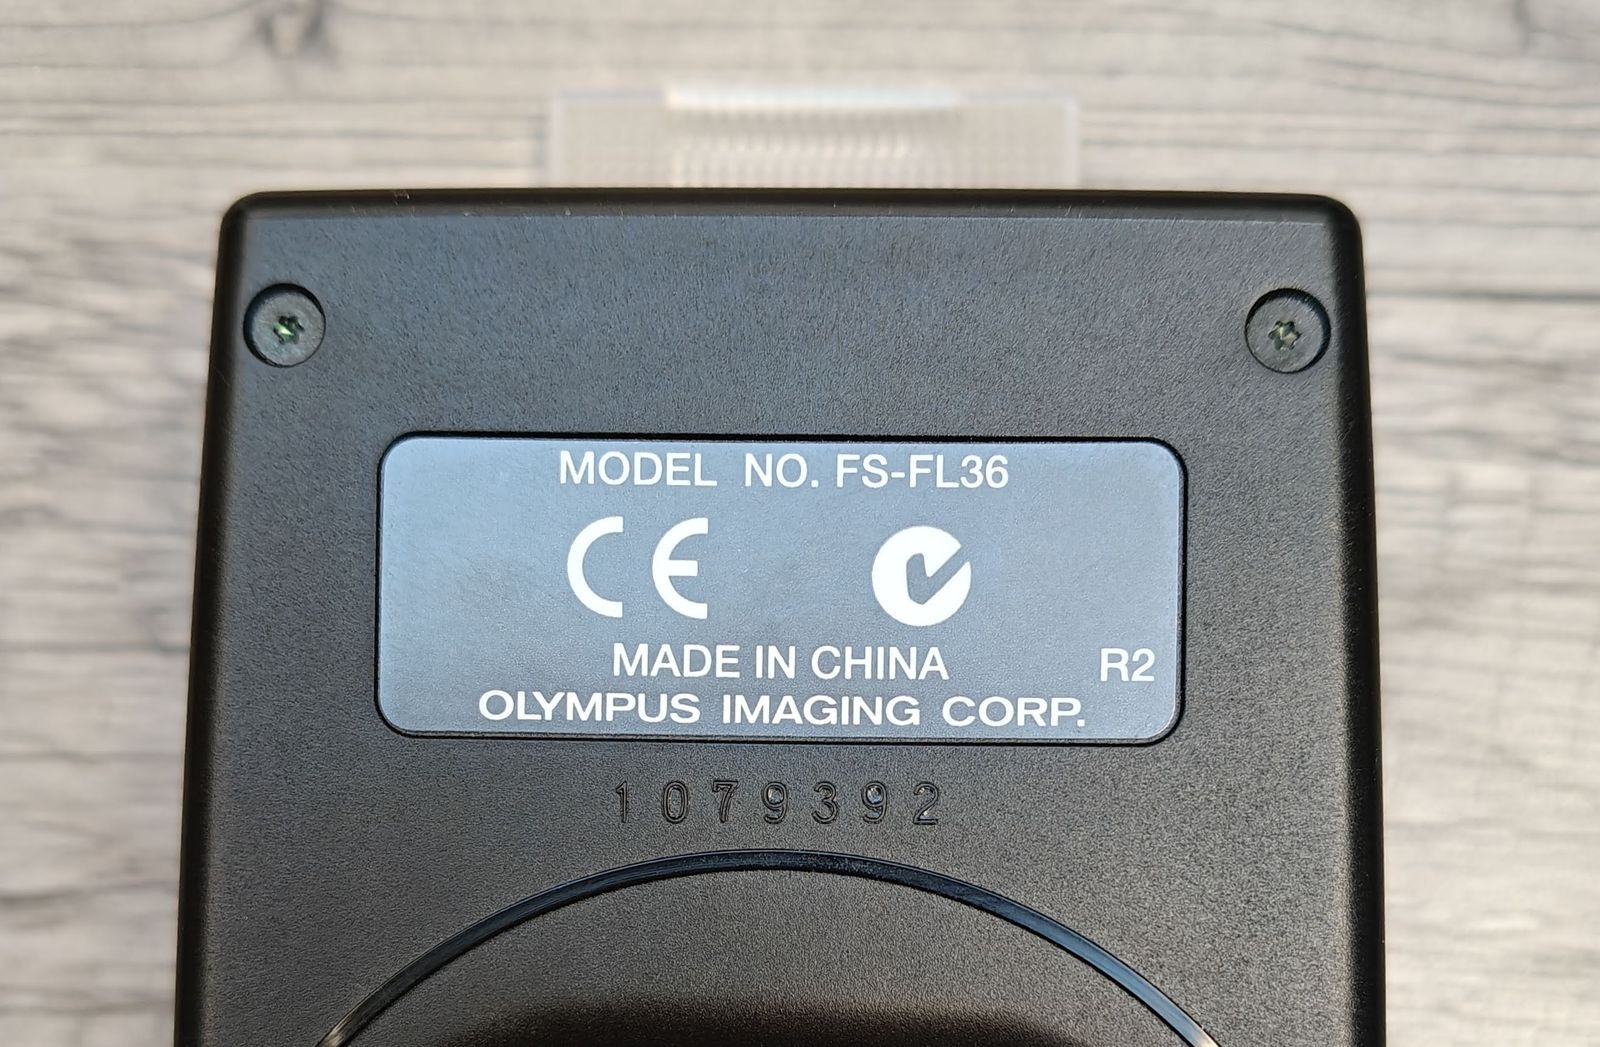 MODEL NO. FS-FL36
CE
MADE IN CHINA R2
OLYMPUS IMAGING CORP.
1079392